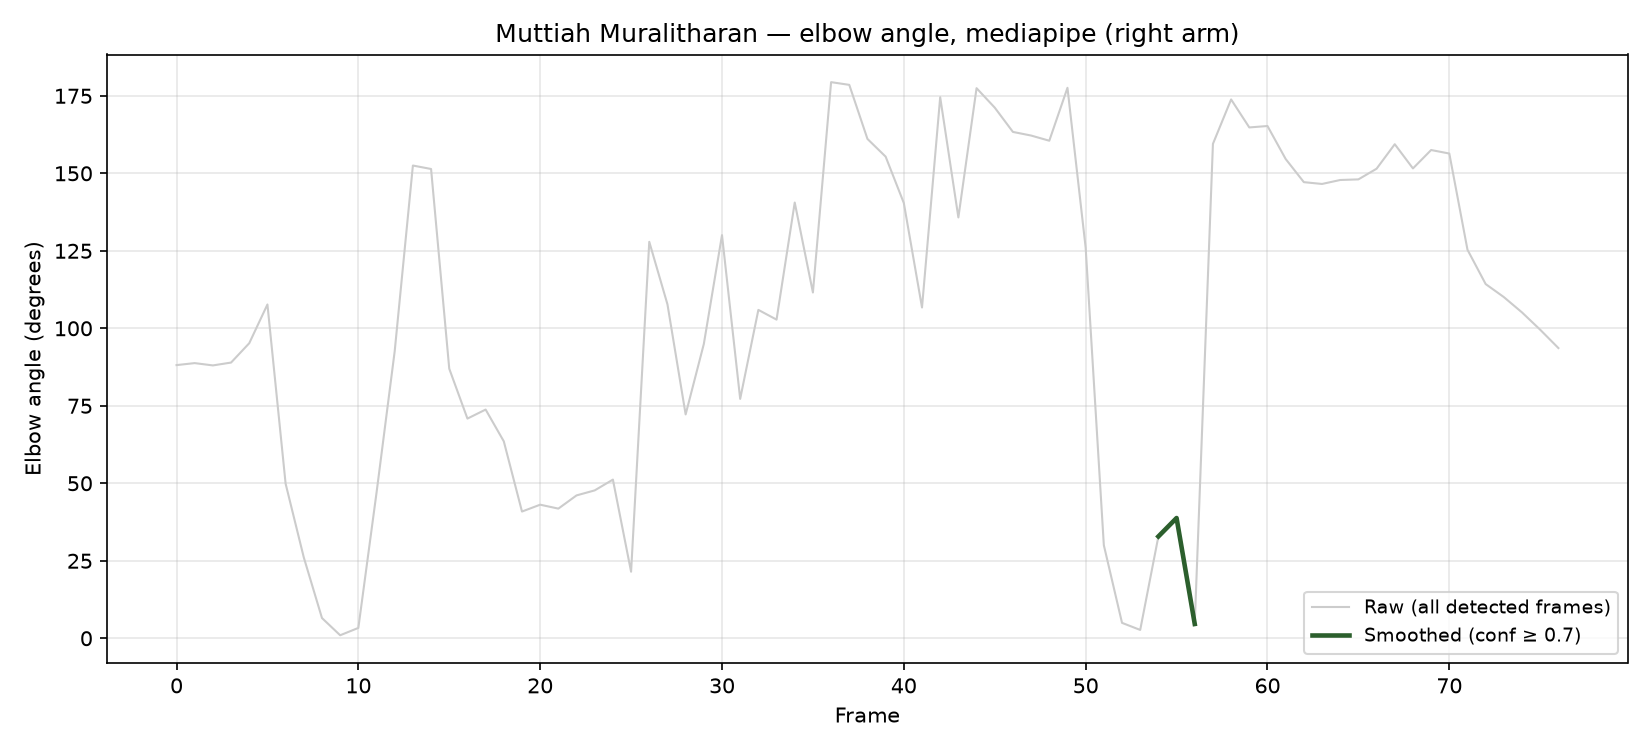 Muttiah Muralitharan — elbow angle, mediapipe (right arm)
Elbow angle (degrees)
175
150
125
100
75
50
25
0
0 10 20 30 40 50 60 70
Frame
Raw (all detected frames)
Smoothed (conf ≥ 0.7)